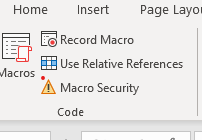 Home Insert Page Layou
Record Macro
Macros
Use Relative References
Macro Security
Code